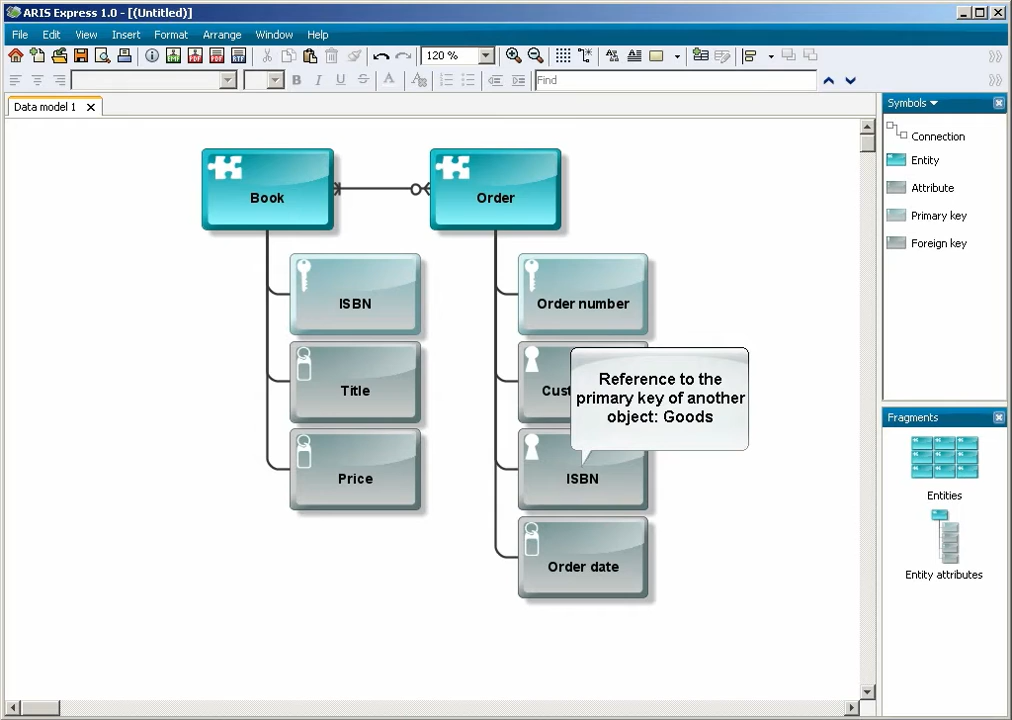 ARIS Express 1.0 - [(Untitled)]
File Edit View Insert Format Arrange Window Help
120 %
Find
Data model 1
Symbols
Connection
Entity
Attribute
Primary key
Foreign key
Book
Order
ISBN
Order number
Title
Cust
Reference to the
primary key of another
object: Goods
Price
ISBN
Order date
Fragments
Entities
Entity attributes